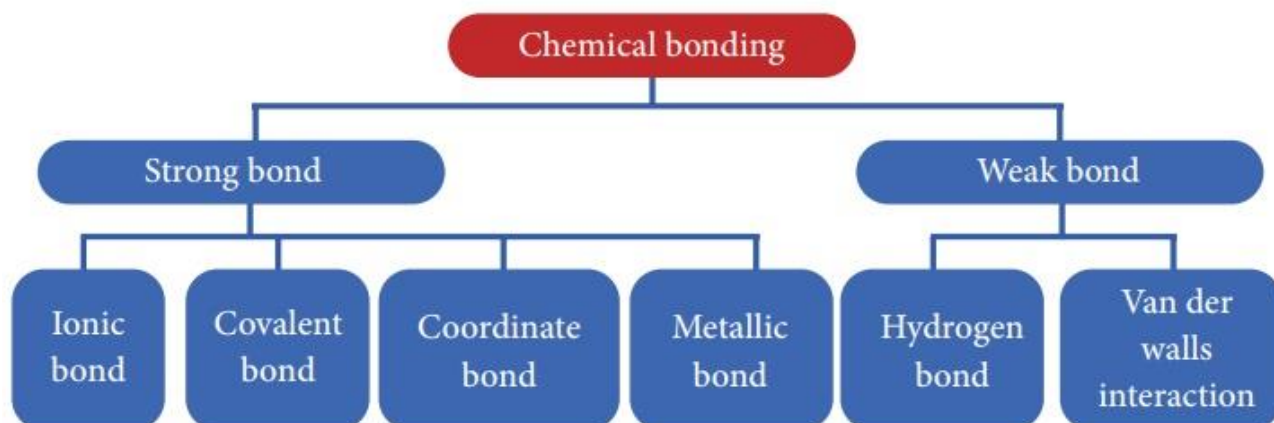 Chemical bonding
Strong bond
Weak bond
Ionic
bond
Covalent
bond
Coordinate
bond
Metallic
bond
Hydrogen
bond
Van der
walls
interaction